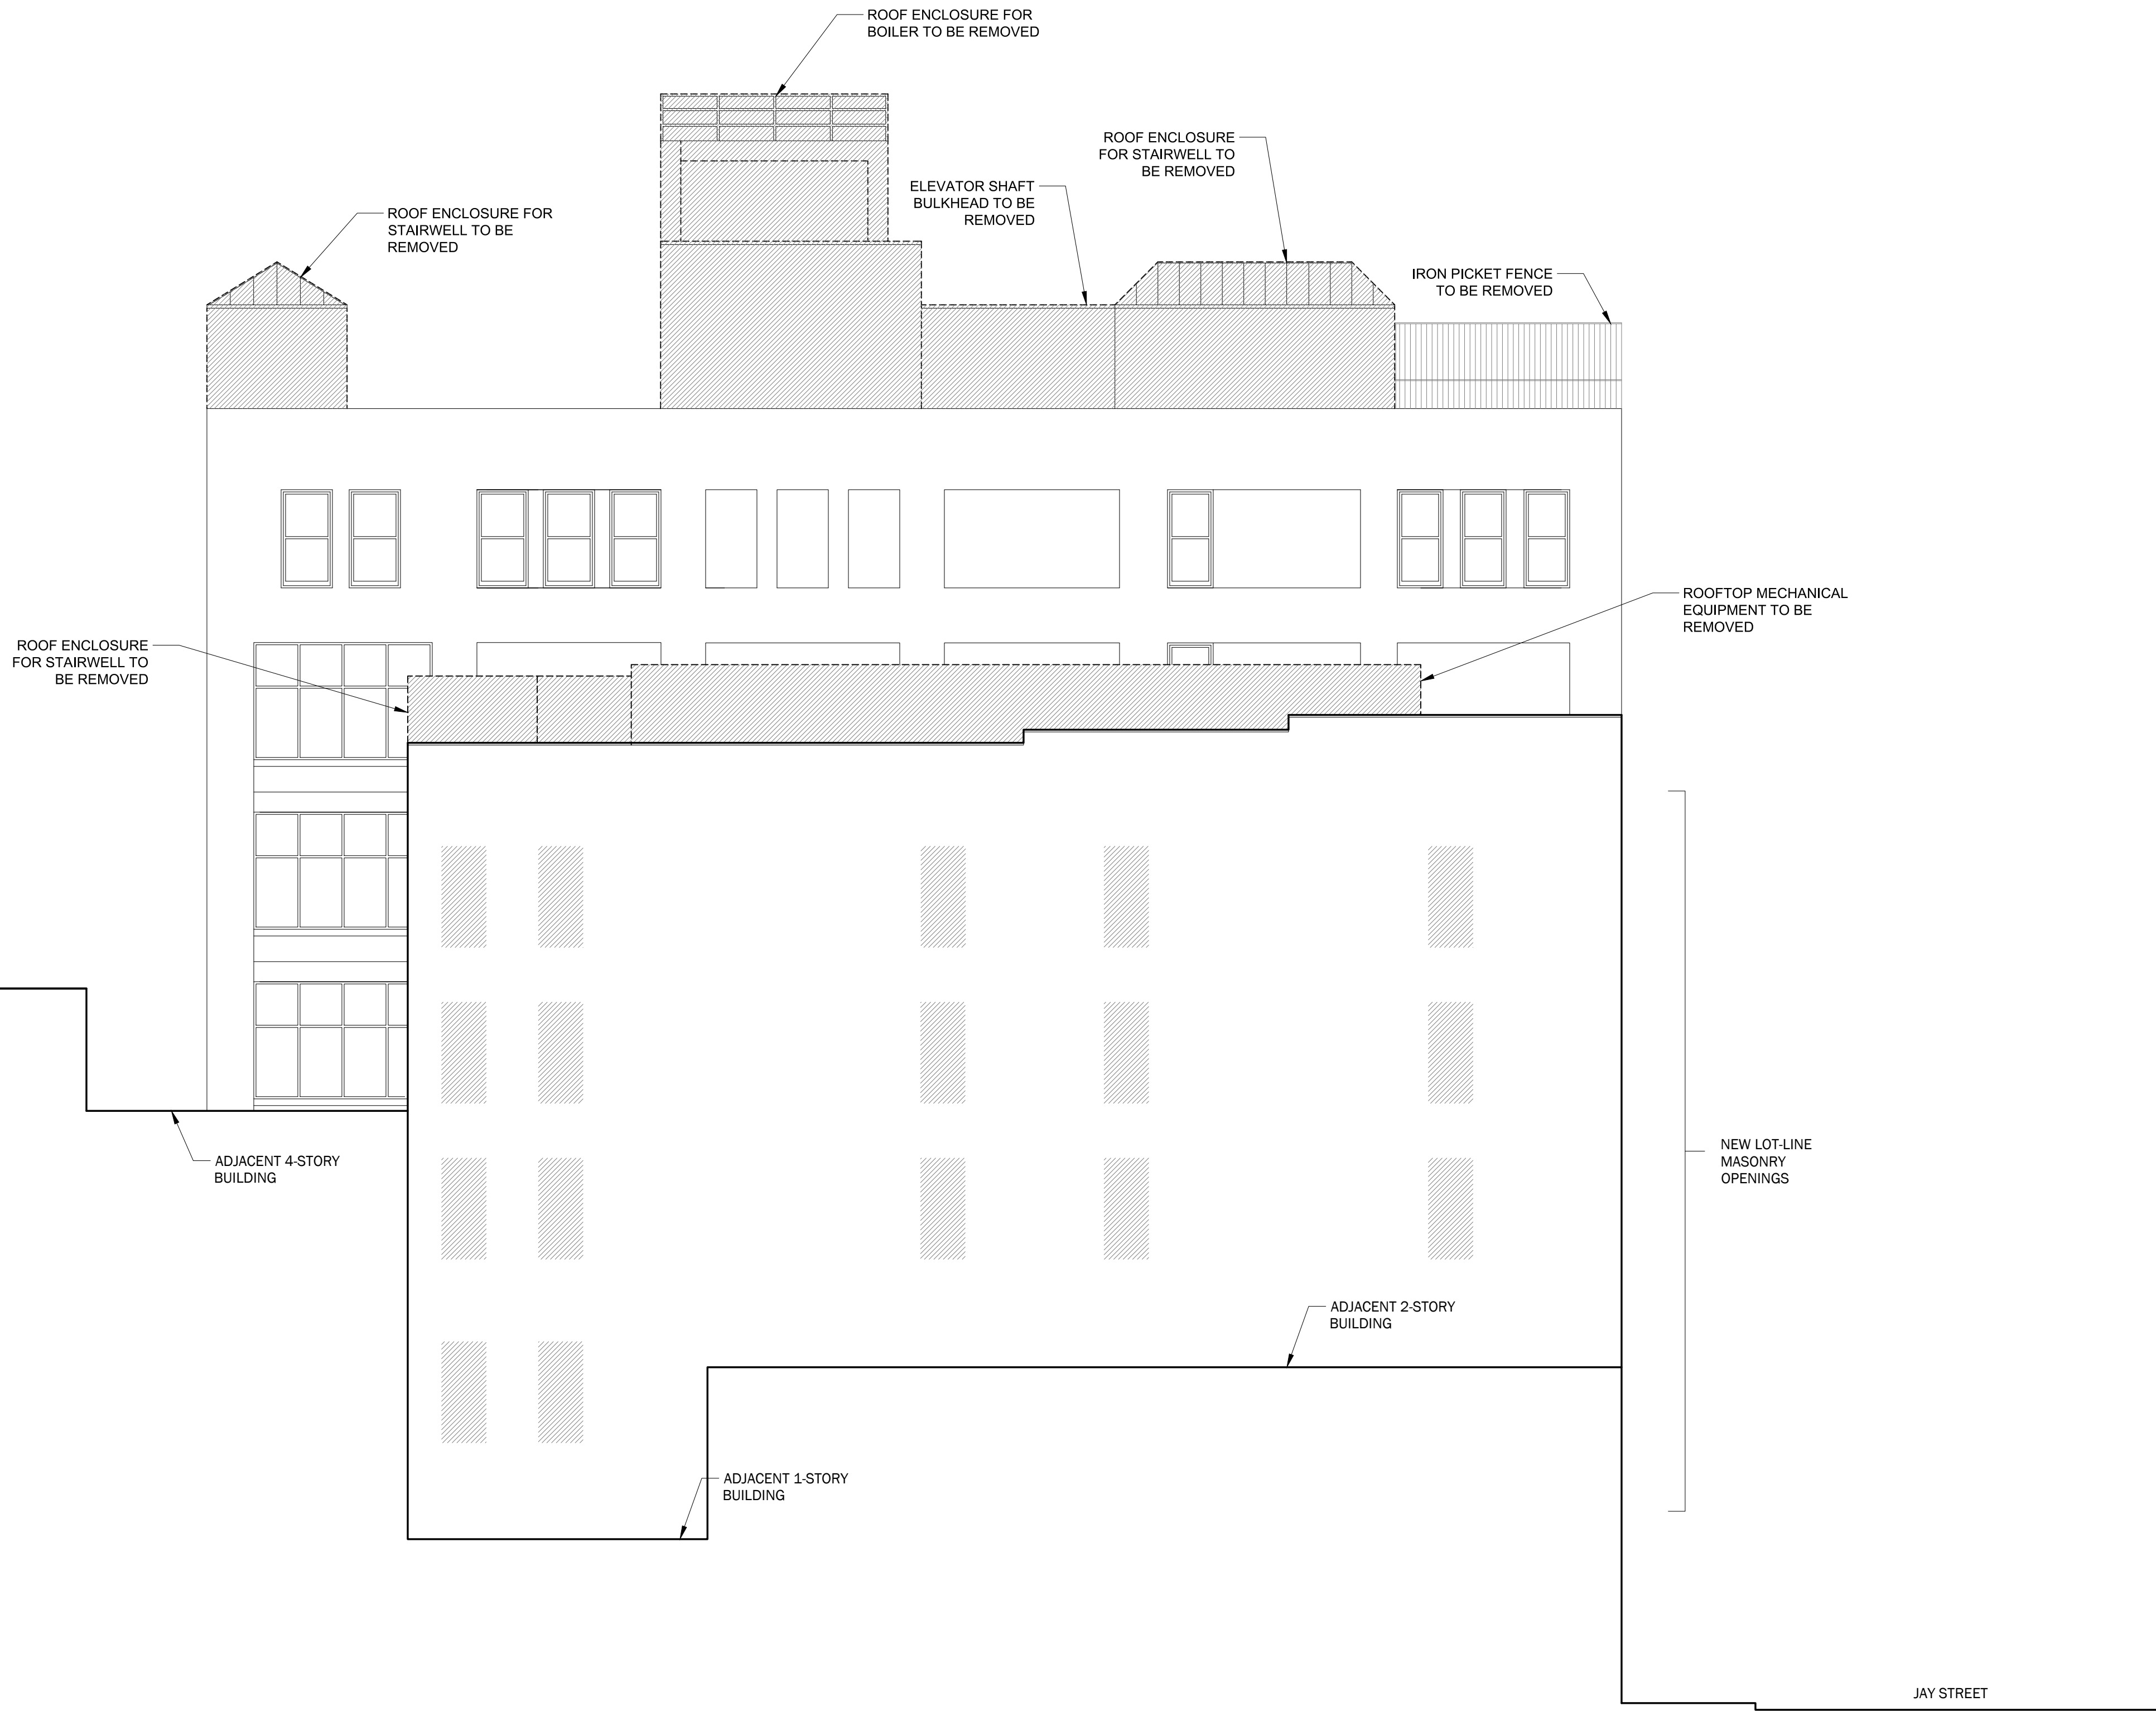 ROOF ENCLOSURE FOR
BOILER TO BE REMOVED
ROOF ENCLOSURE
FOR STAIRWELL TO
BE REMOVED
ELEVATOR SHAFT
BULKHEAD TO BE
REMOVED
ROOF ENCLOSURE FOR
STAIRWELL TO BE
REMOVED
IRON PICKET FENCE
TO BE REMOVED
ROOFTOP MECHANICAL
EQUIPMENT TO BE
REMOVED
ROOF ENCLOSURE
FOR STAIRWELL TO
BE REMOVED
NEW LOT-LINE
MASONRY
OPENINGS
ADJACENT 4-STORY
BUILDING
ADJACENT 2-STORY
BUILDING
ADJACENT 1-STORY
BUILDING
JAY STREET